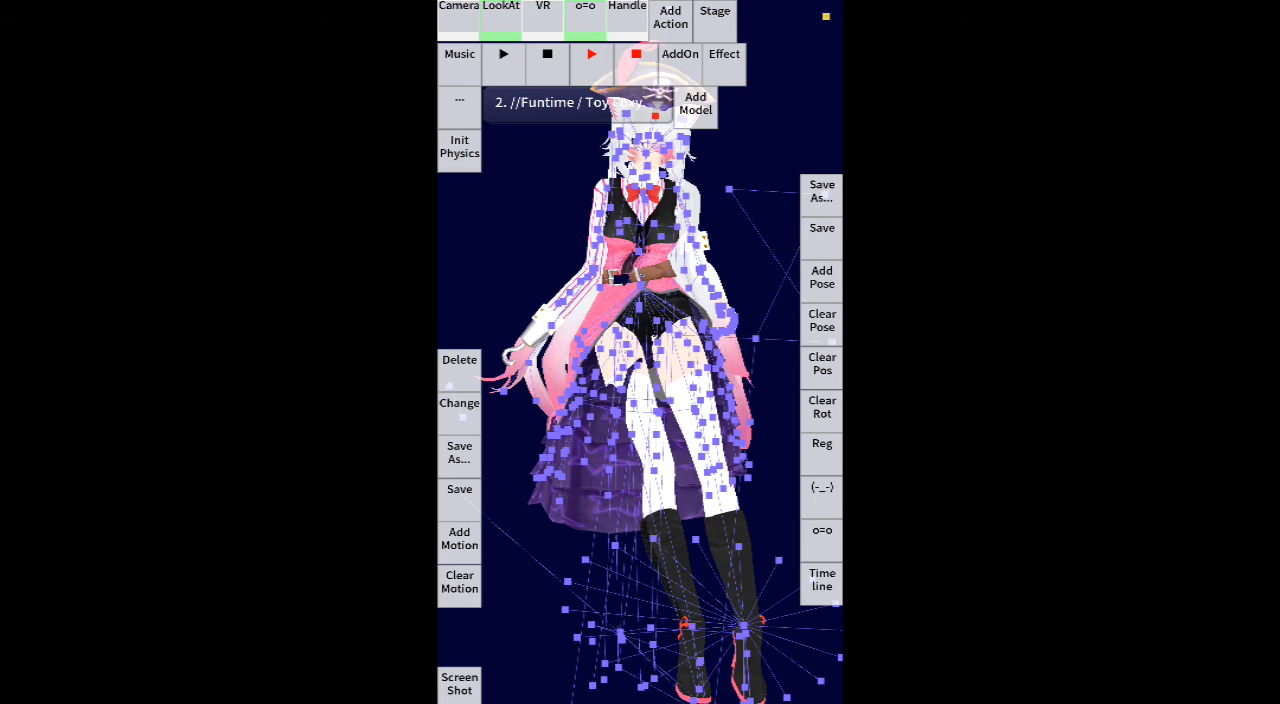 Camera
LookAt
VR
o=o
Handle
Add
Action
Stage
Music
AddOn
Effect
...
2. //Funtime / Toy Foxy
Add
Model
Init
Physics
Save
As...
Save
Add
Pose
Clear
Pose
Clear
Pos
Clear
Rot
Reg
(-_-)
o=o
Time
line
Delete
Change
Save
As...
Save
Add
Motion
Clear
Motion
Screen
Shot